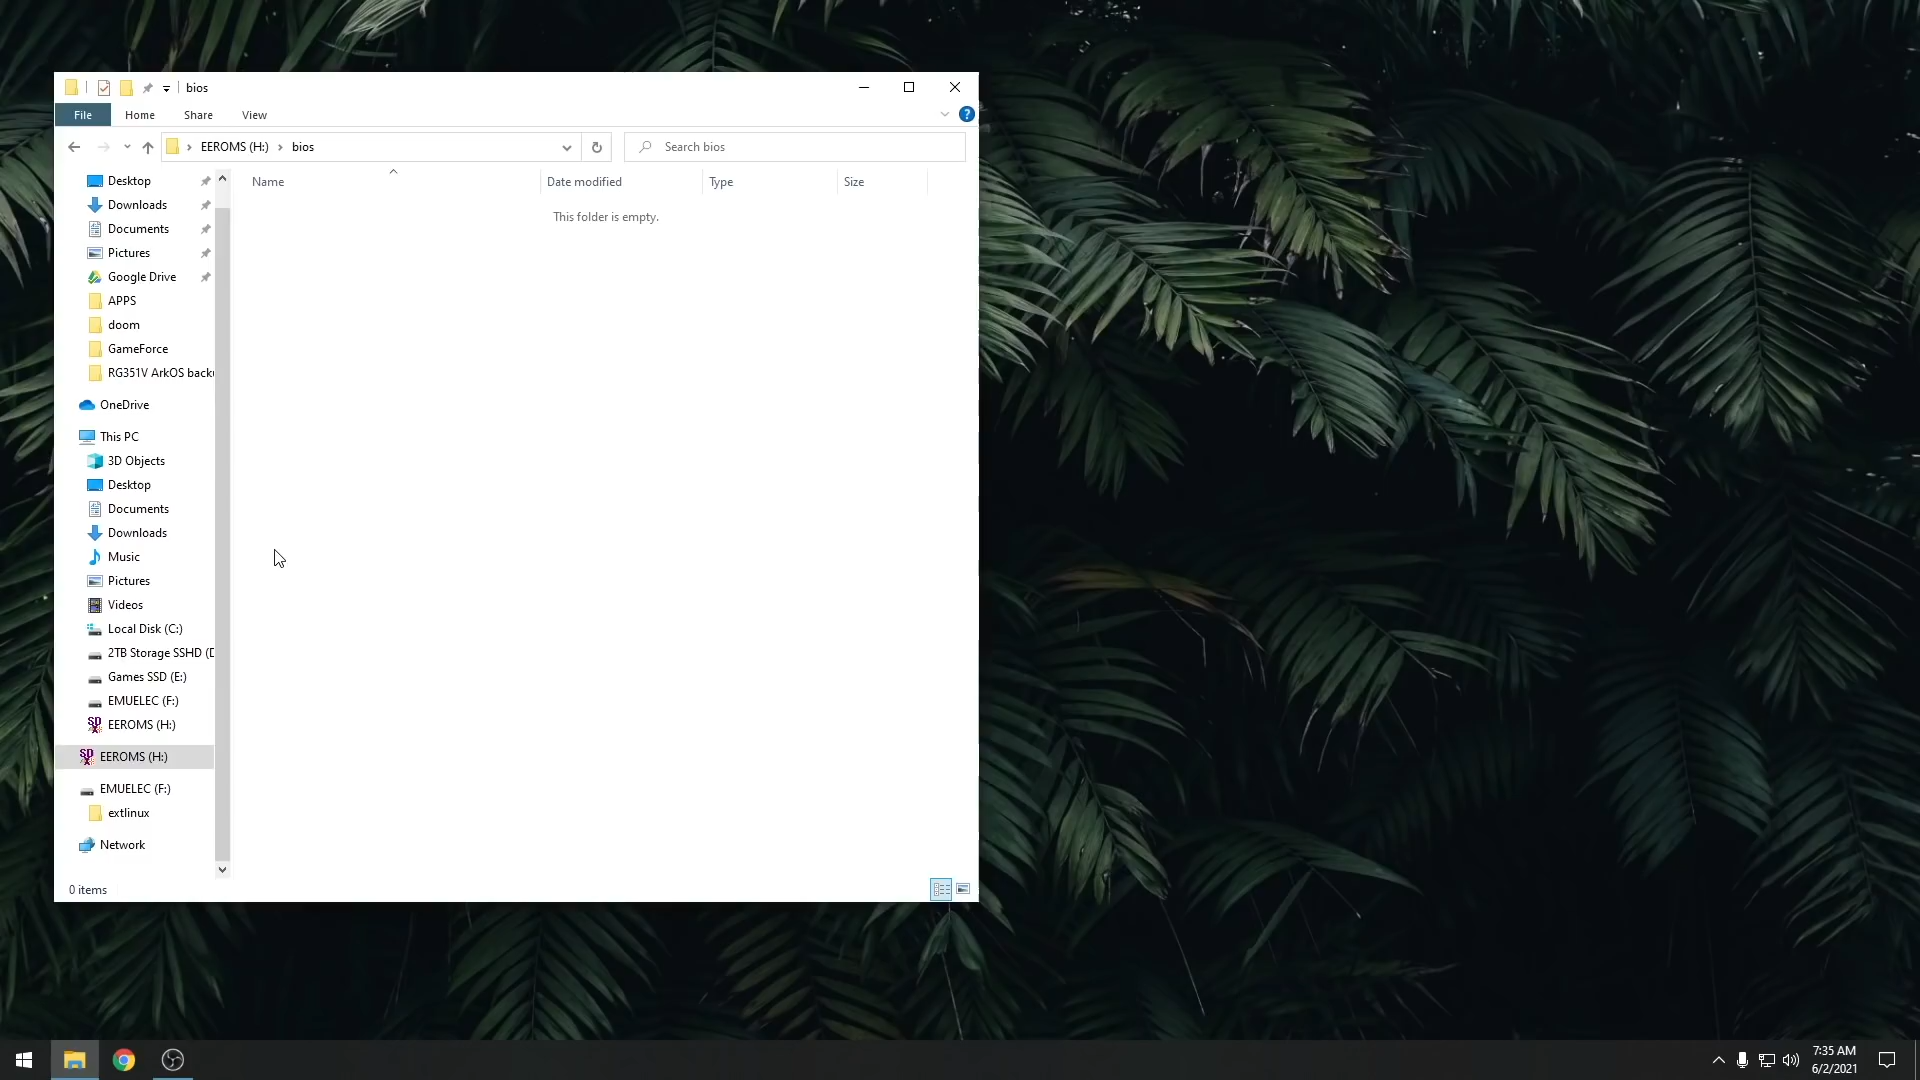 bios
File Home Share View
EEROMS (H:) bios
Search bios
Name Date modified Type Size
This folder is empty.
Desktop
Downloads
Documents
Pictures
Google Drive
APPS
doom
GameForce
RG351V ArkOS back
OneDrive
This PC
3D Objects
Desktop
Documents
Downloads
Music
Pictures
Videos
Local Disk (C:)
2TB Storage SSHD (D
Games SSD (E:)
EMUELEC (F:)
EEROMS (H:)
EEROMS (H:)
EMUELEC (F:)
extlinux
Network
0 items
7:35 AM
6/2/2021